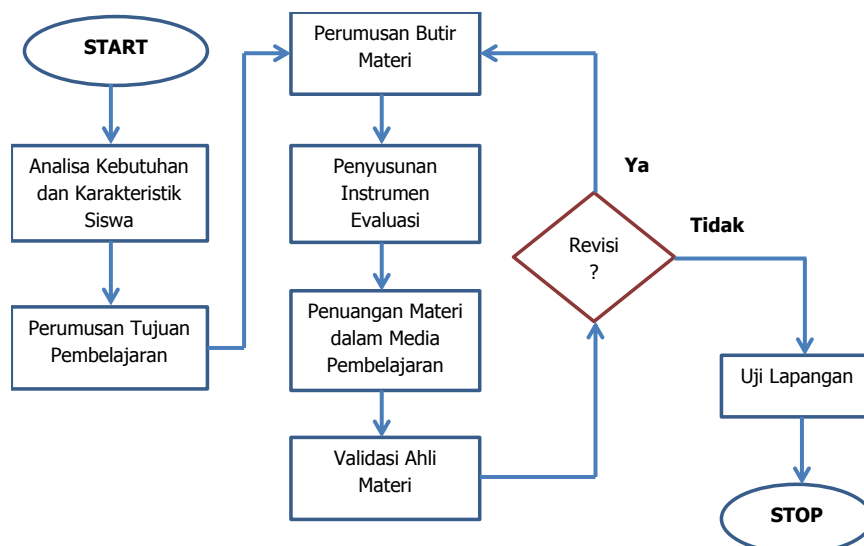 START
Analisa Kebutuhan
dan Karakteristik
Siswa
Perumusan Tujuan
Pembelajaran
Perumusan Butir
Materi
Penyusunan
Instrumen
Evaluasi
Penuangan Materi
dalam Media
Pembelajaran
Validasi Ahli
Materi
Revisi
?
Ya
Tidak
Uji Lapangan
STOP